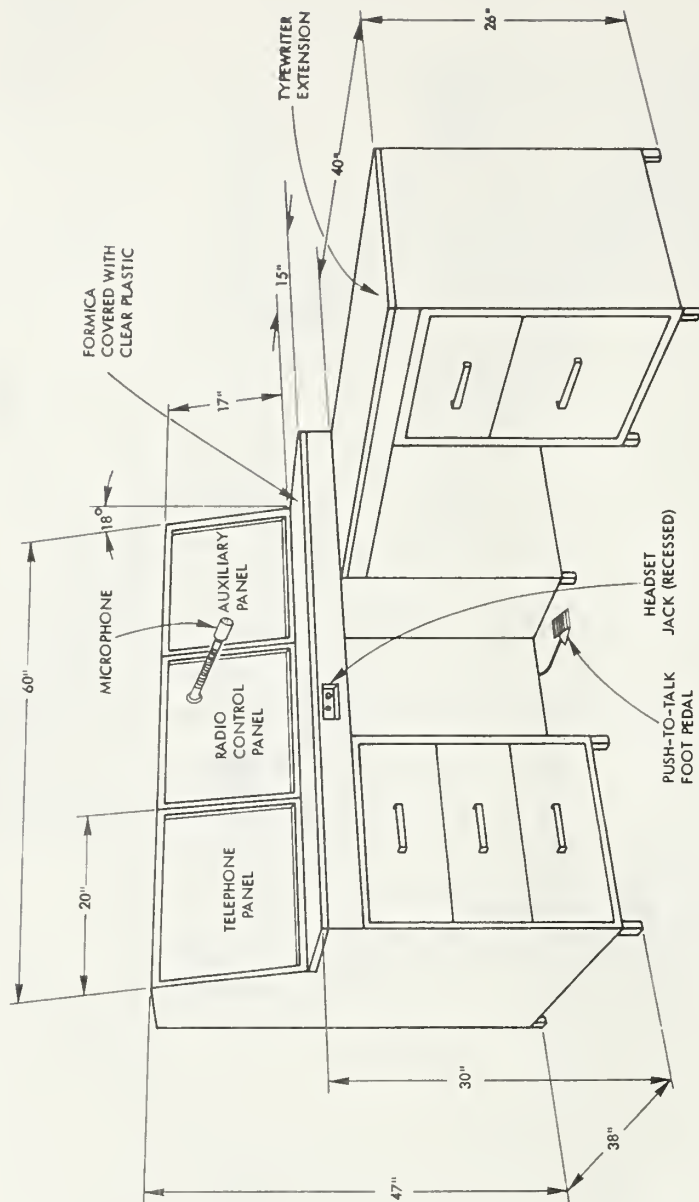 60"
18°
MICROPHONE
17"
FORMICA
COVERED WITH
CLEAR PLASTIC
15"
20"
TELEPHONE
PANEL
RADIO
CONTROL
PANEL
AUXILIARY
PANEL
40"
TYPEWRITER
EXTENSION
47"
30"
38"
26"
HEADSET
JACK (RECESSED)
PUSH-TO-TALK
FOOT PEDAL